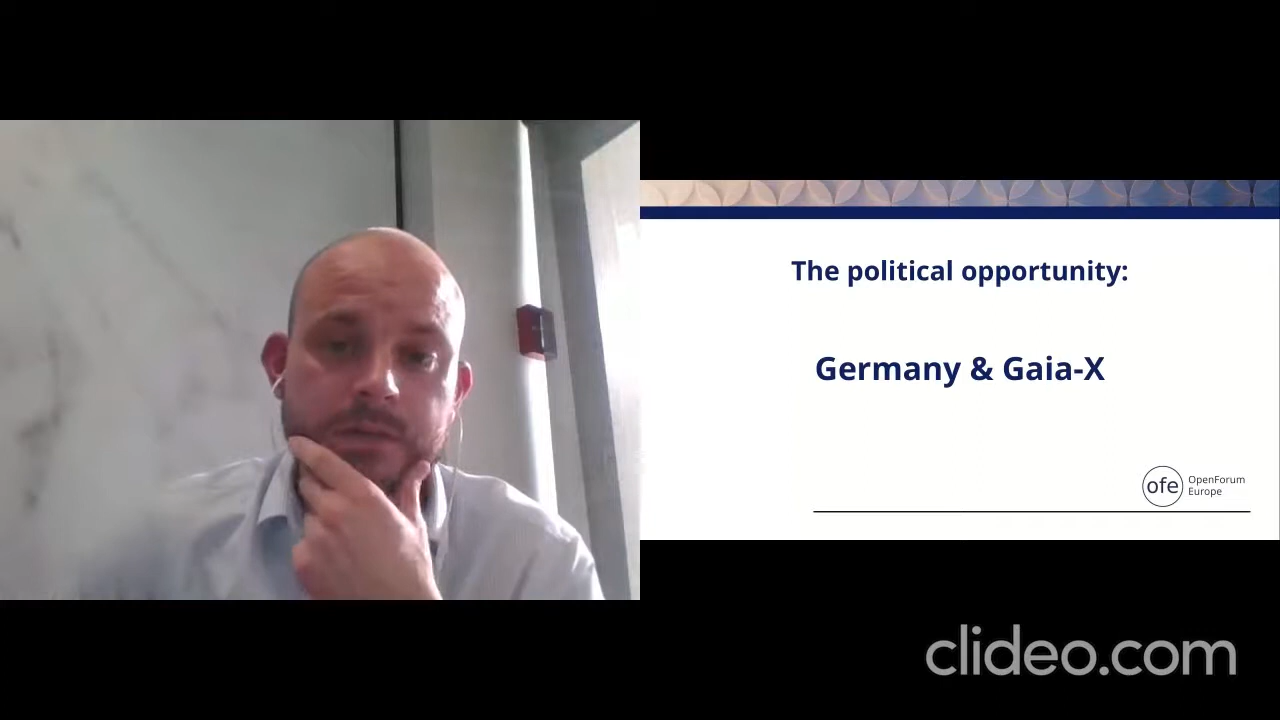 The political opportunity:
Germany & Gaia-X
ofe
OpenForum
Europe
clideo.com